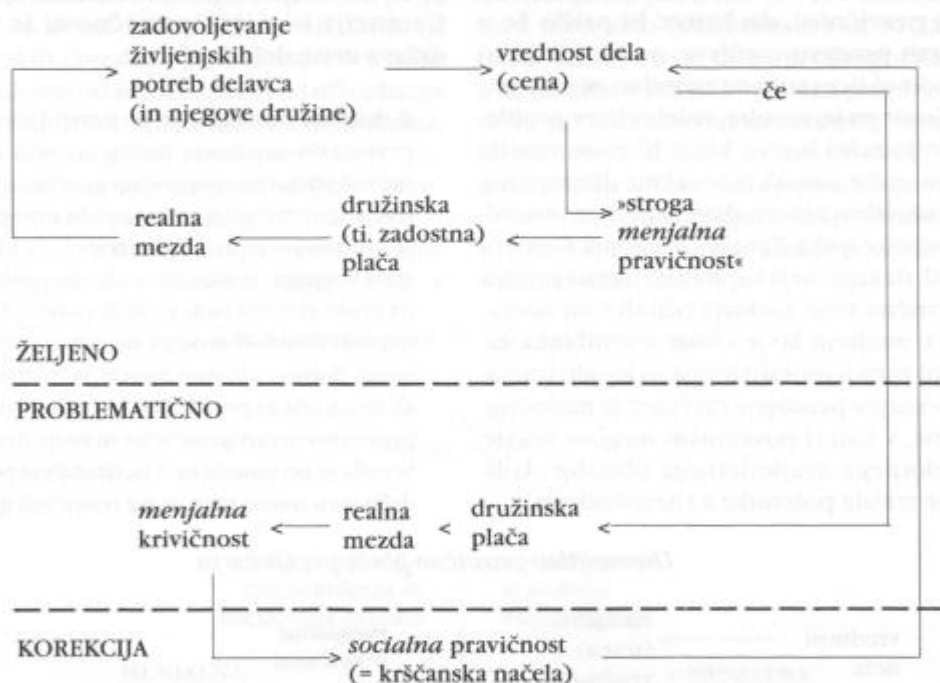 zadovoljevanje
življenjskih
potreb delavca
(in njegove družine)
vrednost dela
(cena)
če
realna
mezda
družinska
(ti. zadostna)
plača
»stroga
menjalna
pravičnost«
ŽELJENO
PROBLEMATIČNO
menjalna
krivičnost
realna
mezda
<
družinska
plača
KOREKCIJA
socialna pravičnost
(= krščanska načela)